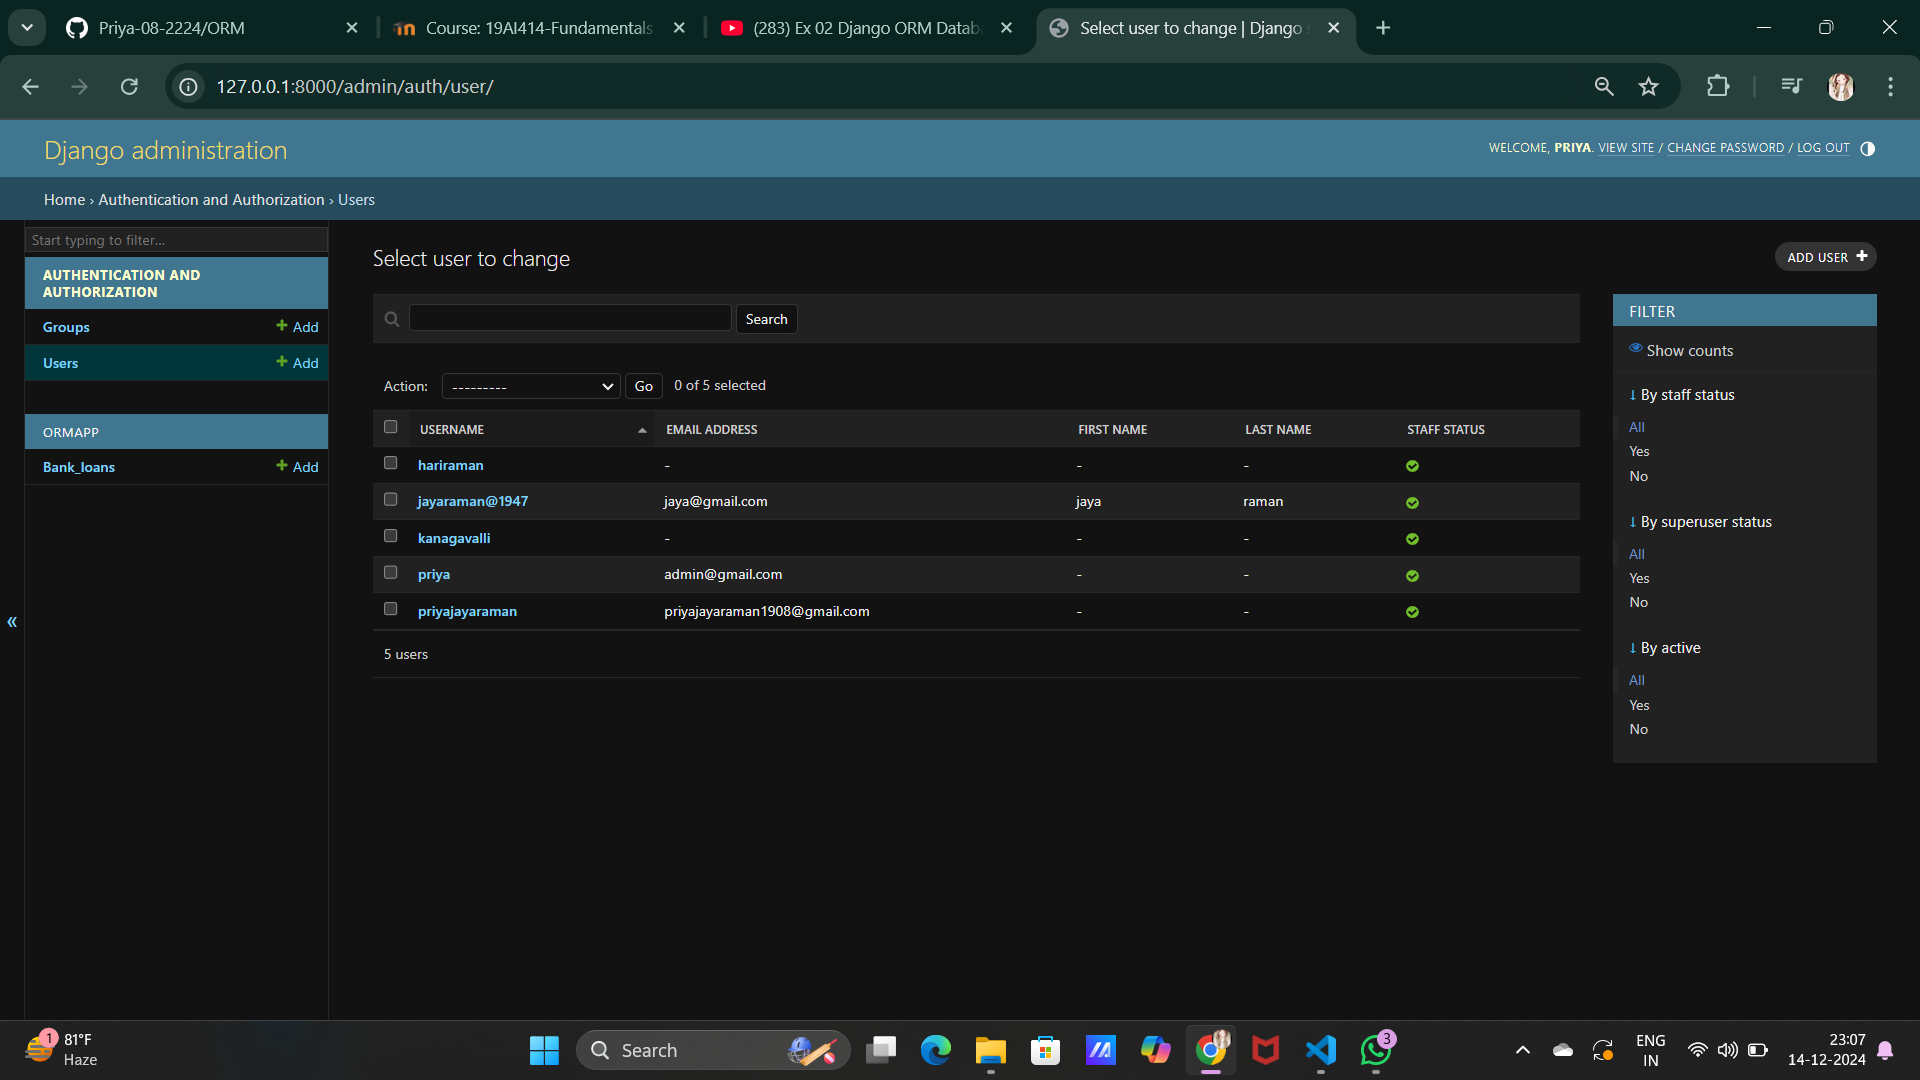 Priya-08-2224/ORM
Course: 19AI414-Fundamentals
(283) Ex 02 Django ORM Datab
Select user to change | Django s
127.0.0.1:8000/admin/auth/user/
Django administration
WELCOME, PRIYA. VIEW SITE / CHANGE PASSWORD / LOG OUT
Home › Authentication and Authorization › Users
Start typing to filter...
AUTHENTICATION AND
AUTHORIZATION
Groups + Add
Users + Add
ORMAPP
Bank_loans + Add
«
Select user to change
ADD USER +
Search
Action: --------- Go 0 of 5 selected
USERNAME EMAIL ADDRESS FIRST NAME LAST NAME STAFF STATUS
hariraman - - -
jayaraman@1947 jaya@gmail.com jaya raman
kanagavalli - - -
priya admin@gmail.com - -
priyajayaraman priyajayaraman1908@gmail.com - -
5 users
FILTER
Show counts
↓ By staff status
All
Yes
No
↓ By superuser status
All
Yes
No
↓ By active
All
Yes
No
1
81°F
Haze
Search
3
ENG
IN
23:07
14-12-2024